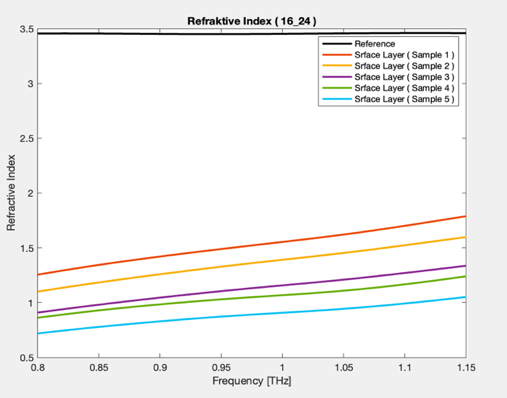 Refraktive Index ( 16_24 )
3.5
3
2.5
2
1.5
1
0.5
Refractive Index
Reference
Srface Layer ( Sample 1 )
Srface Layer ( Sample 2 )
Srface Layer ( Sample 3 )
Srface Layer ( Sample 4 )
Srface Layer ( Sample 5 )
0.8 0.85 0.9 0.95 1 1.05 1.1 1.15
Frequency [THz]